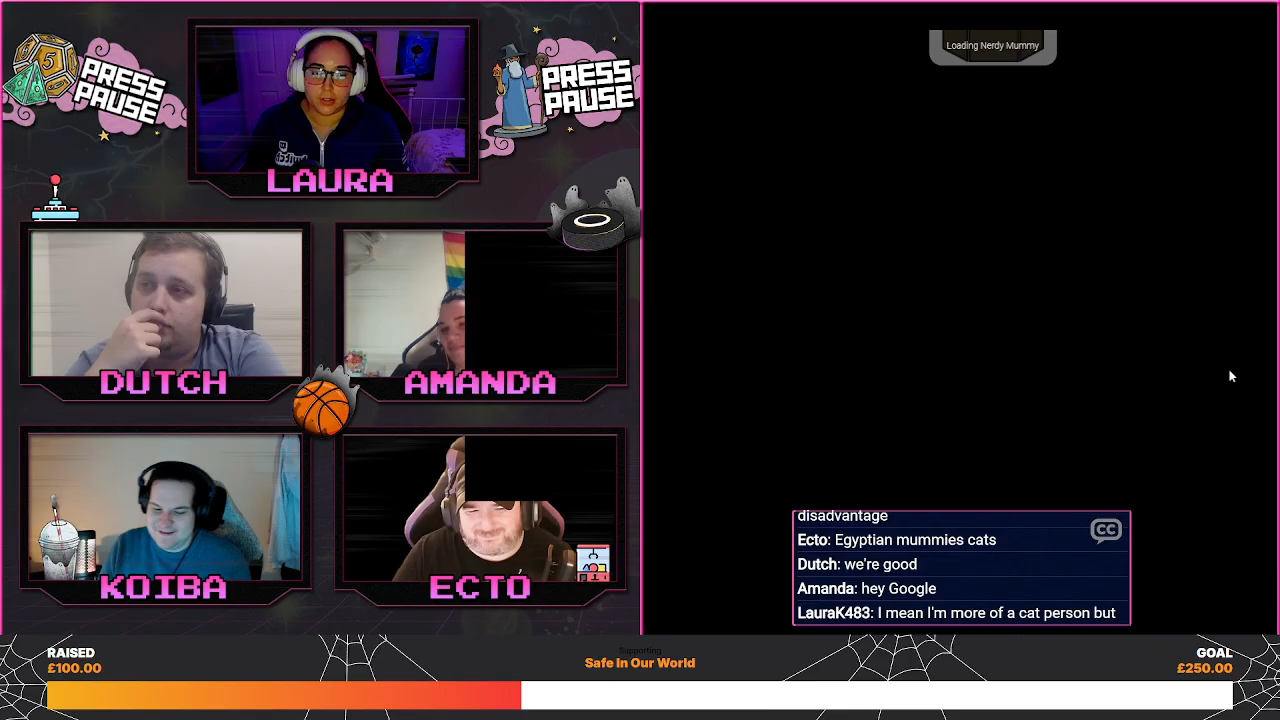 5
PRESS
PAUSE
PRESS
PAUSE
LAURA
Loading Nerdy Mummy
DUTCH
AMANDA
KOIBA
ECTO
disadvantage
CC
Ecto: Egyptian mummies cats
Dutch: we're good
Amanda: hey Google
LauraK483: I mean I'm more of a cat person but
RAISED
£100.00
Supporting
Safe In Our World
GOAL
£250.00